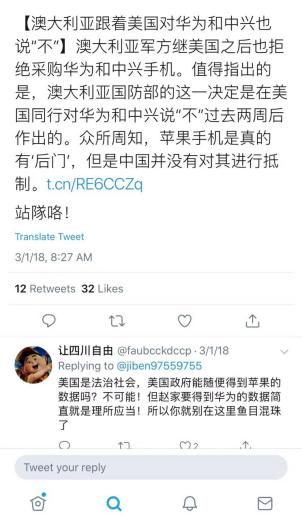 【澳大利亚跟着美国对华为和中兴也
说“不”】澳大利亚军方继美国之后也拒
绝采购华为和中兴手机。值得指出的
是，澳大利亚国防部的这一决定是在美
国同行对华为和中兴说“不”过去两周后
作出的。众所周知，苹果手机是真的
有‘后门’，但是中国并没有对其进行抵
制。t.cn/RE6CCZq
站隊咯！
Translate Tweet
3/1/18, 8:27 AM
12 Retweets 32 Likes
让四川自由 @faubcckdccp · 3/1/18
Replying to @jiben97559755
美国是法治社会，美国政府能随便得到苹果的
数据吗？不可能！但赵家要得到华为的数据简
直就是理所应当！所以你就别在这里鱼目混珠
了
2
Tweet your reply